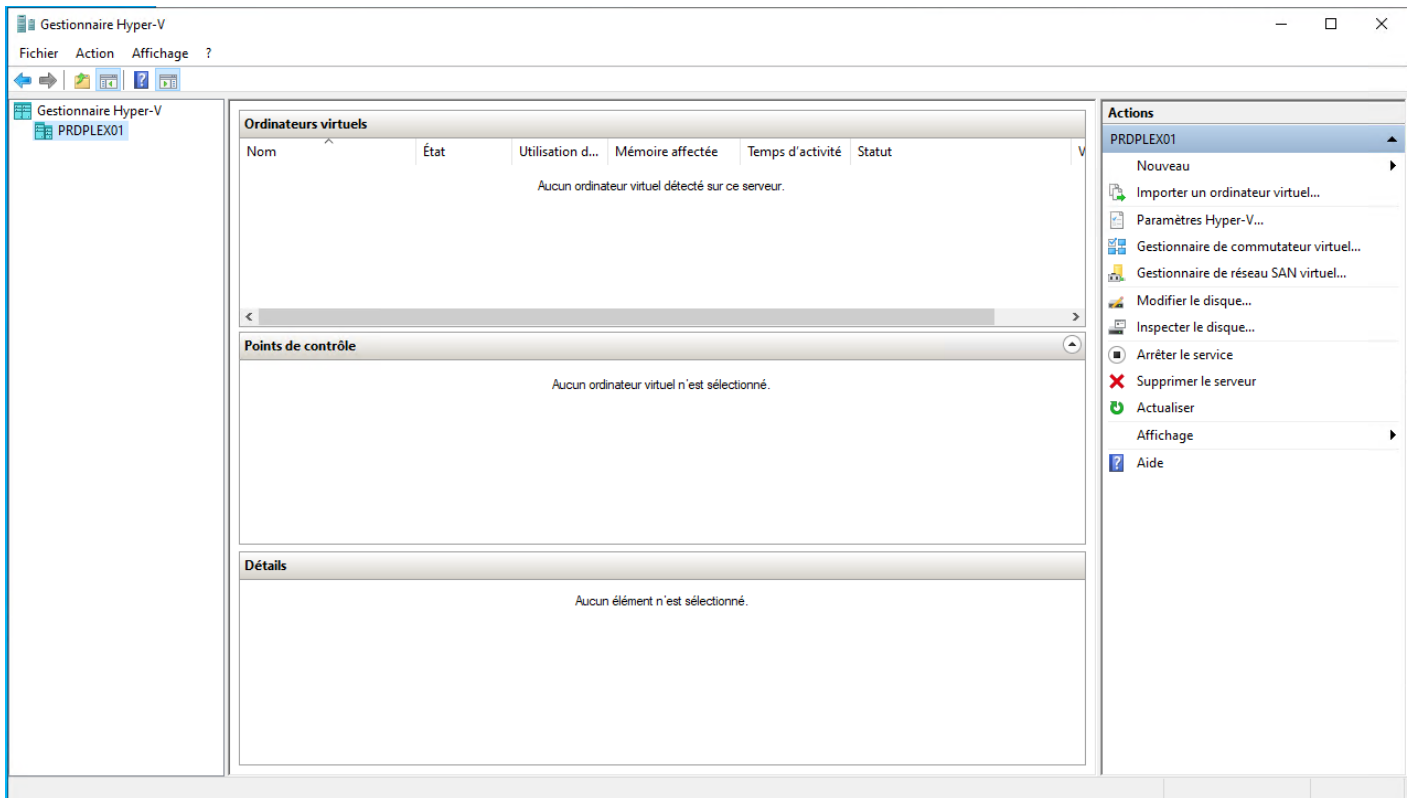 Gestionnaire Hyper-V
Fichier Action Affichage ?
Gestionnaire Hyper-V
PRDPLEX01
Ordinateurs virtuels
Nom État Utilisation d... Mémoire affectée Temps d'activité Statut V
Aucun ordinateur virtuel détecté sur ce serveur.
Points de contrôle
Aucun ordinateur virtuel n'est sélectionné.
Détails
Aucun élément n'est sélectionné.
Actions
PRDPLEX01
Nouveau
Importer un ordinateur virtuel...
Paramètres Hyper-V...
Gestionnaire de commutateur virtuel...
Gestionnaire de réseau SAN virtuel...
Modifier le disque...
Inspecter le disque...
Arrêter le service
Supprimer le serveur
Actualiser
Affichage
Aide